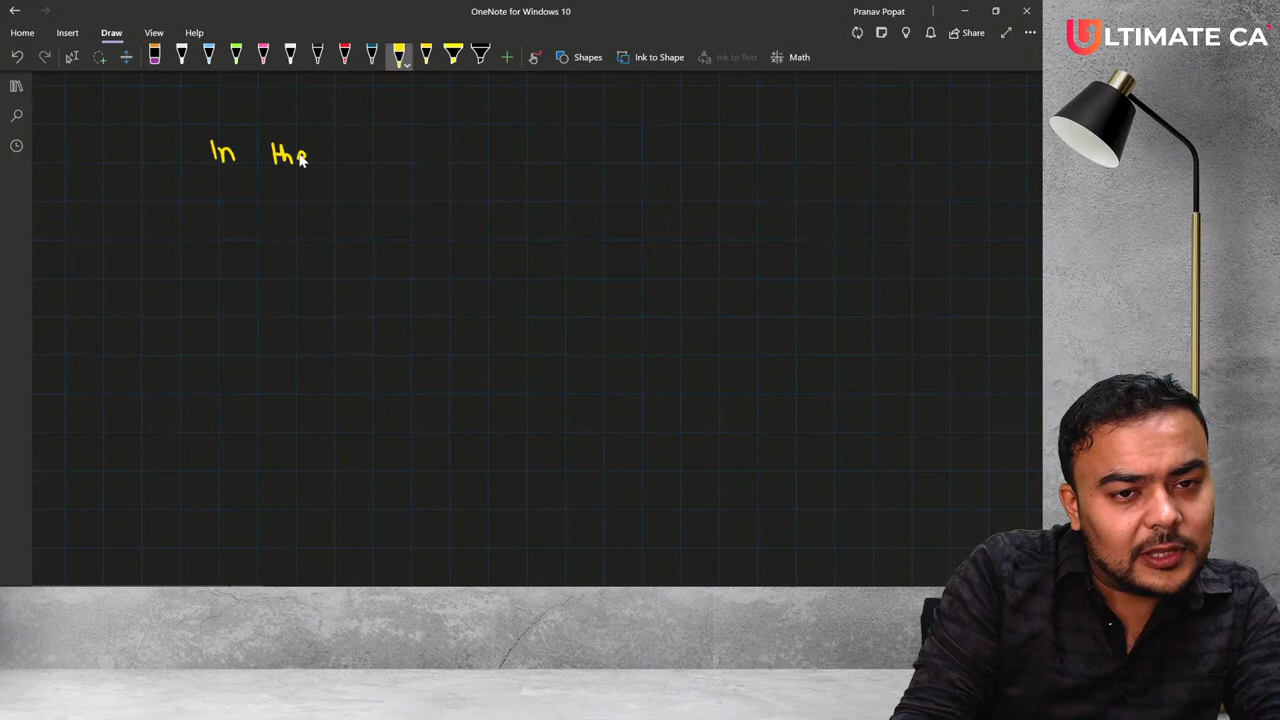 OneNote for Windows 10
Pranav Popat
Home Insert Draw View Help
Share
Shapes Ink to Shape Ink to Text Math
In the
ULTIMATE CA